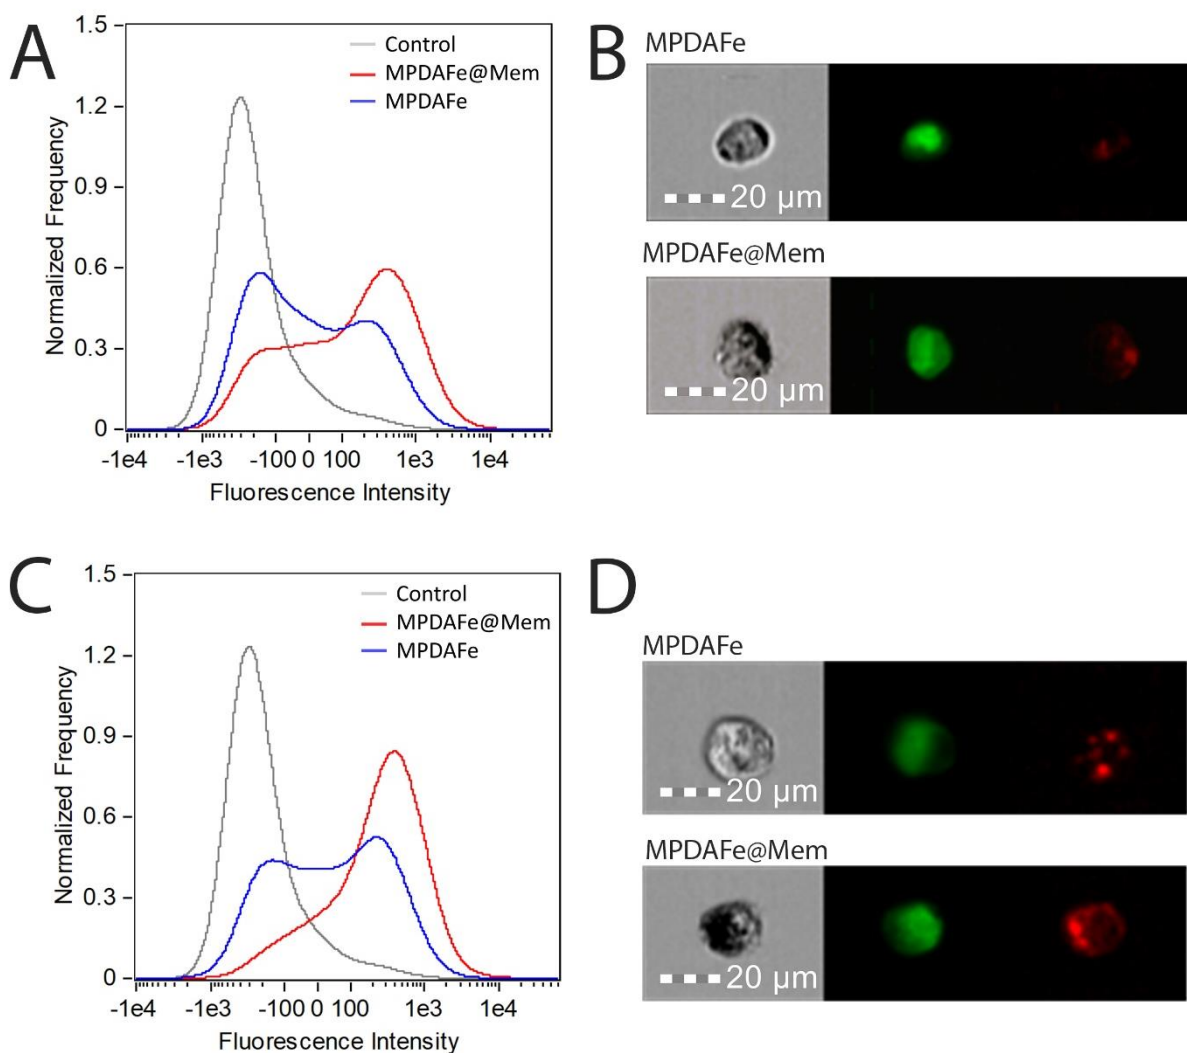 A
1.5
1.2
0.9
0.6
0.3
0
Normalized Frequency
Control
MPDAFe@Mem
MPDAFe
-1e4 -1e3 -100 0 100 1e3 1e4
Fluorescence Intensity
B
MPDAFe
20 µm
MPDAFe@Mem
20 µm
C
1.5
1.2
0.9
0.6
0.3
0
Normalized Frequency
Control
MPDAFe@Mem
MPDAFe
-1e4 -1e3 -100 0 100 1e3 1e4
Fluorescence Intensity
D
MPDAFe
20 µm
MPDAFe@Mem
20 µm